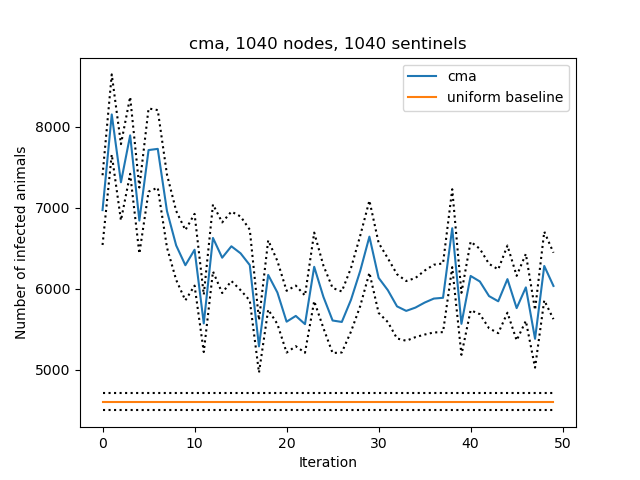 cma, 1040 nodes, 1040 sentinels
cma
uniform baseline
Number of infected animals
8000
7000
6000
5000
0 10 20 30 40 50
Iteration